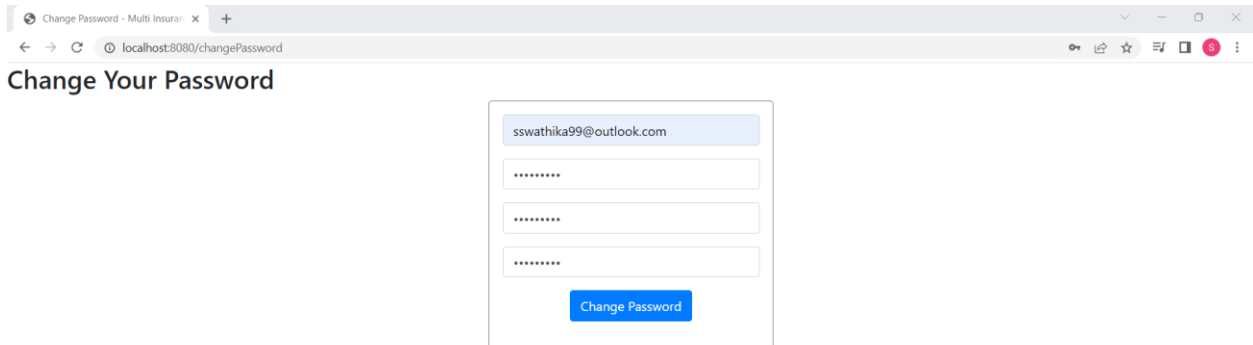 Change Password - Multi Insuran
localhost:8080/changePassword
S
Change Your Password
sswathika99@outlook.com
•••••••••
•••••••••
•••••••••
Change Password